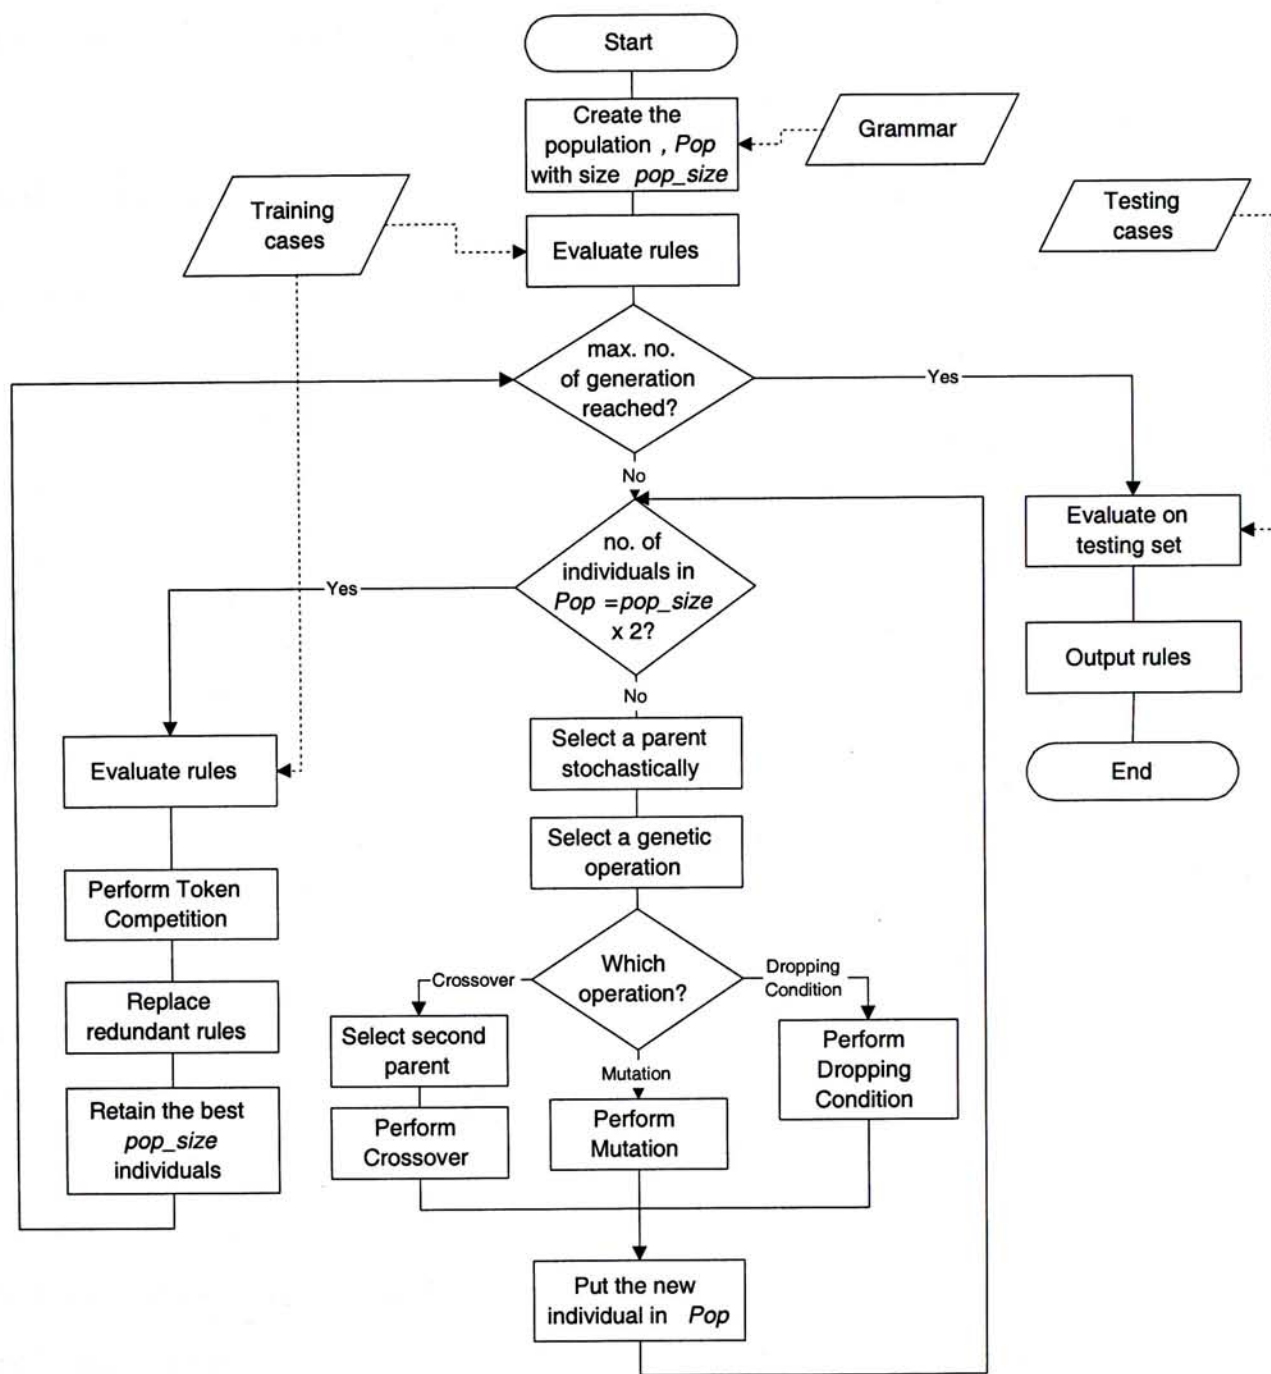 Start
Create the
population , Pop
with size pop_size
Grammar
Training
cases
Testing
cases
Evaluate rules
max. no.
of generation
reached?
Yes
No
no. of
individuals in
Pop =pop_size
x 2?
Yes
No
Evaluate on
testing set
Output rules
End
Evaluate rules
Perform Token
Competition
Replace
redundant rules
Retain the best
pop_size
individuals
Select a parent
stochastically
Select a genetic
operation
Which
operation?
Crossover
Dropping
Condition
Mutation
Select second
parent
Perform
Crossover
Perform
Mutation
Perform
Dropping
Condition
Put the new
individual in Pop